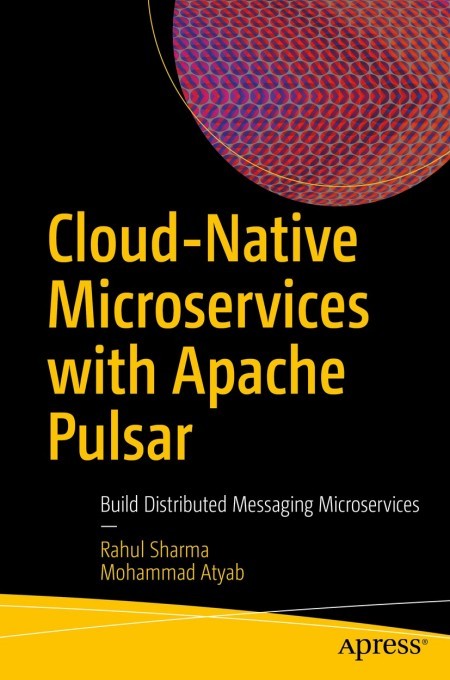 Cloud-Native
Microservices
with Apache
Pulsar
Build Distributed Messaging Microservices
—
Rahul Sharma
Mohammad Atyab
Apress®